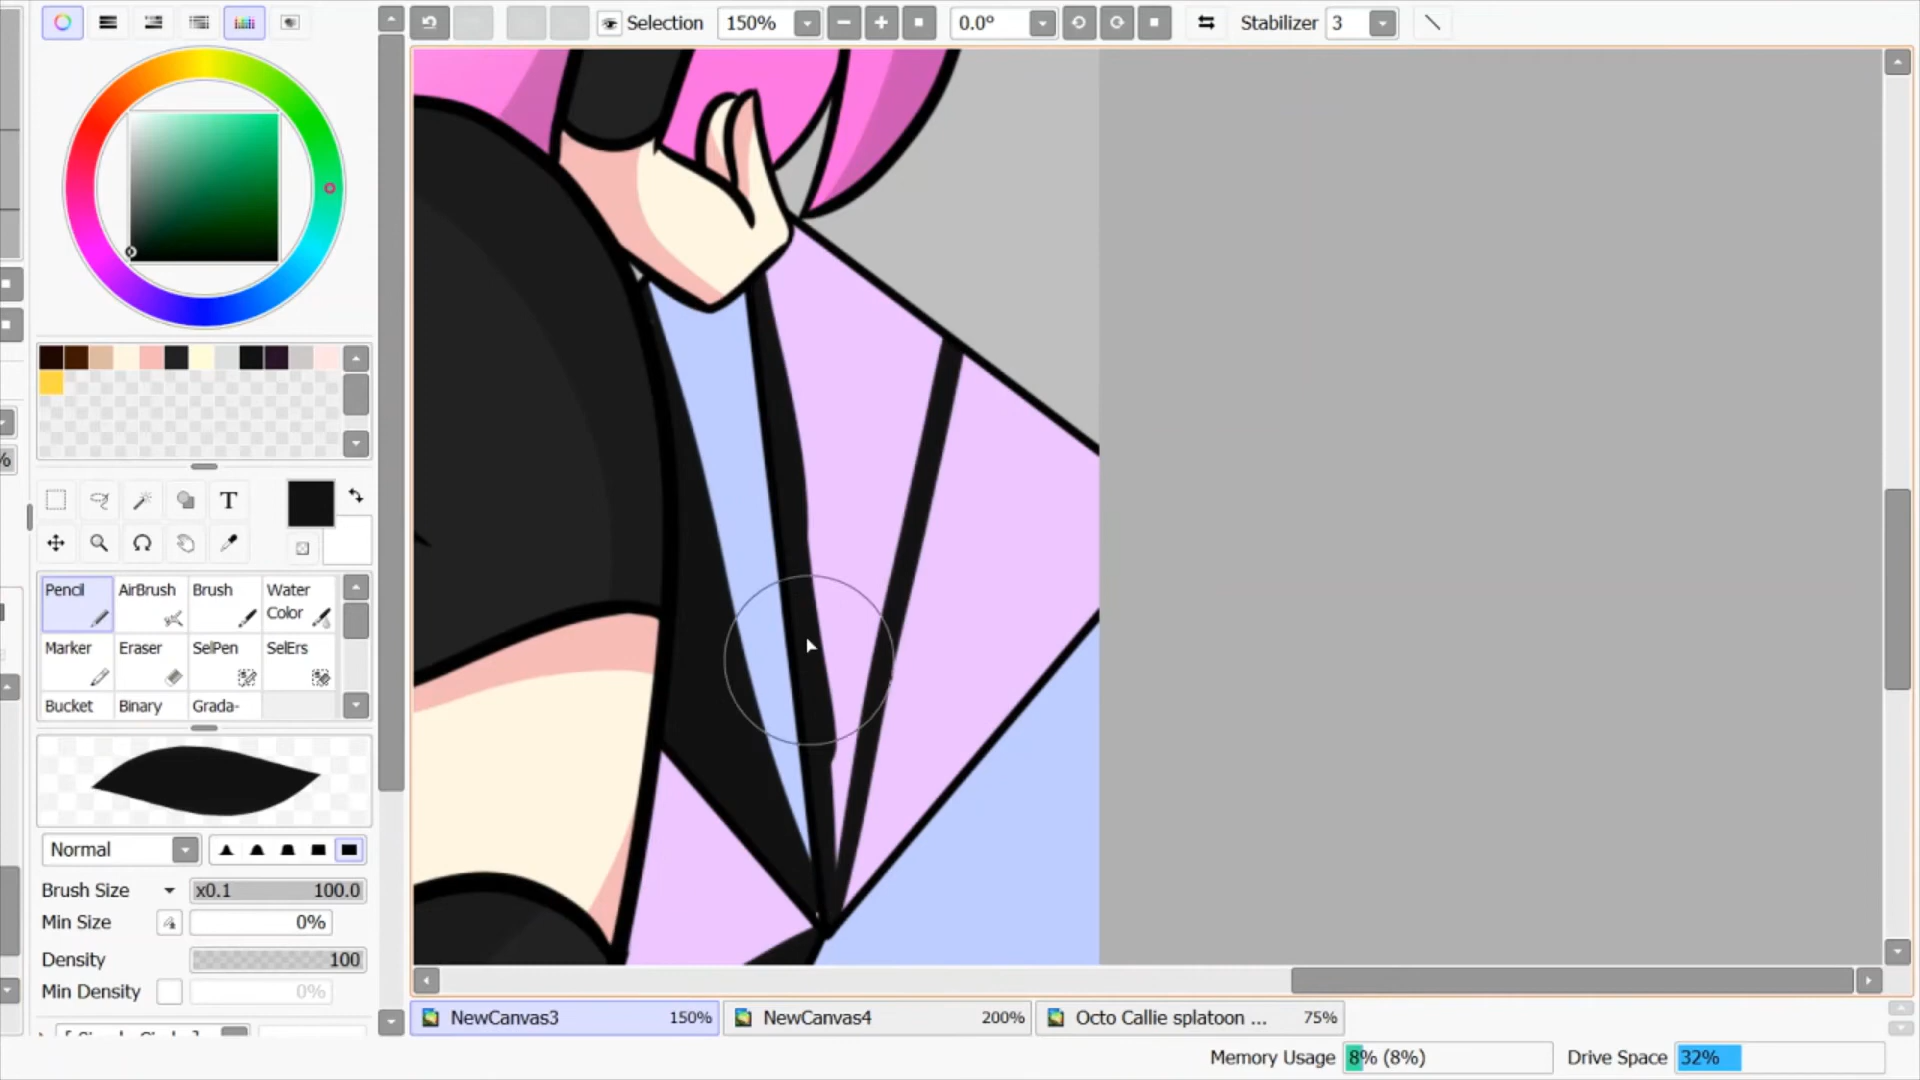 Selection 150% 0.0° Stabilizer 3
%
T
Pencil AirBrush Brush Water Color
Marker Eraser SelPen SelErs
Bucket Binary Grada-
Normal
Brush Size x0.1 100.0
Min Size 0%
Density 100
Min Density 0%
NewCanvas3 150% NewCanvas4 200% Octo Callie splatoon ... 75%
Memory Usage 8% (8%) Drive Space 32%